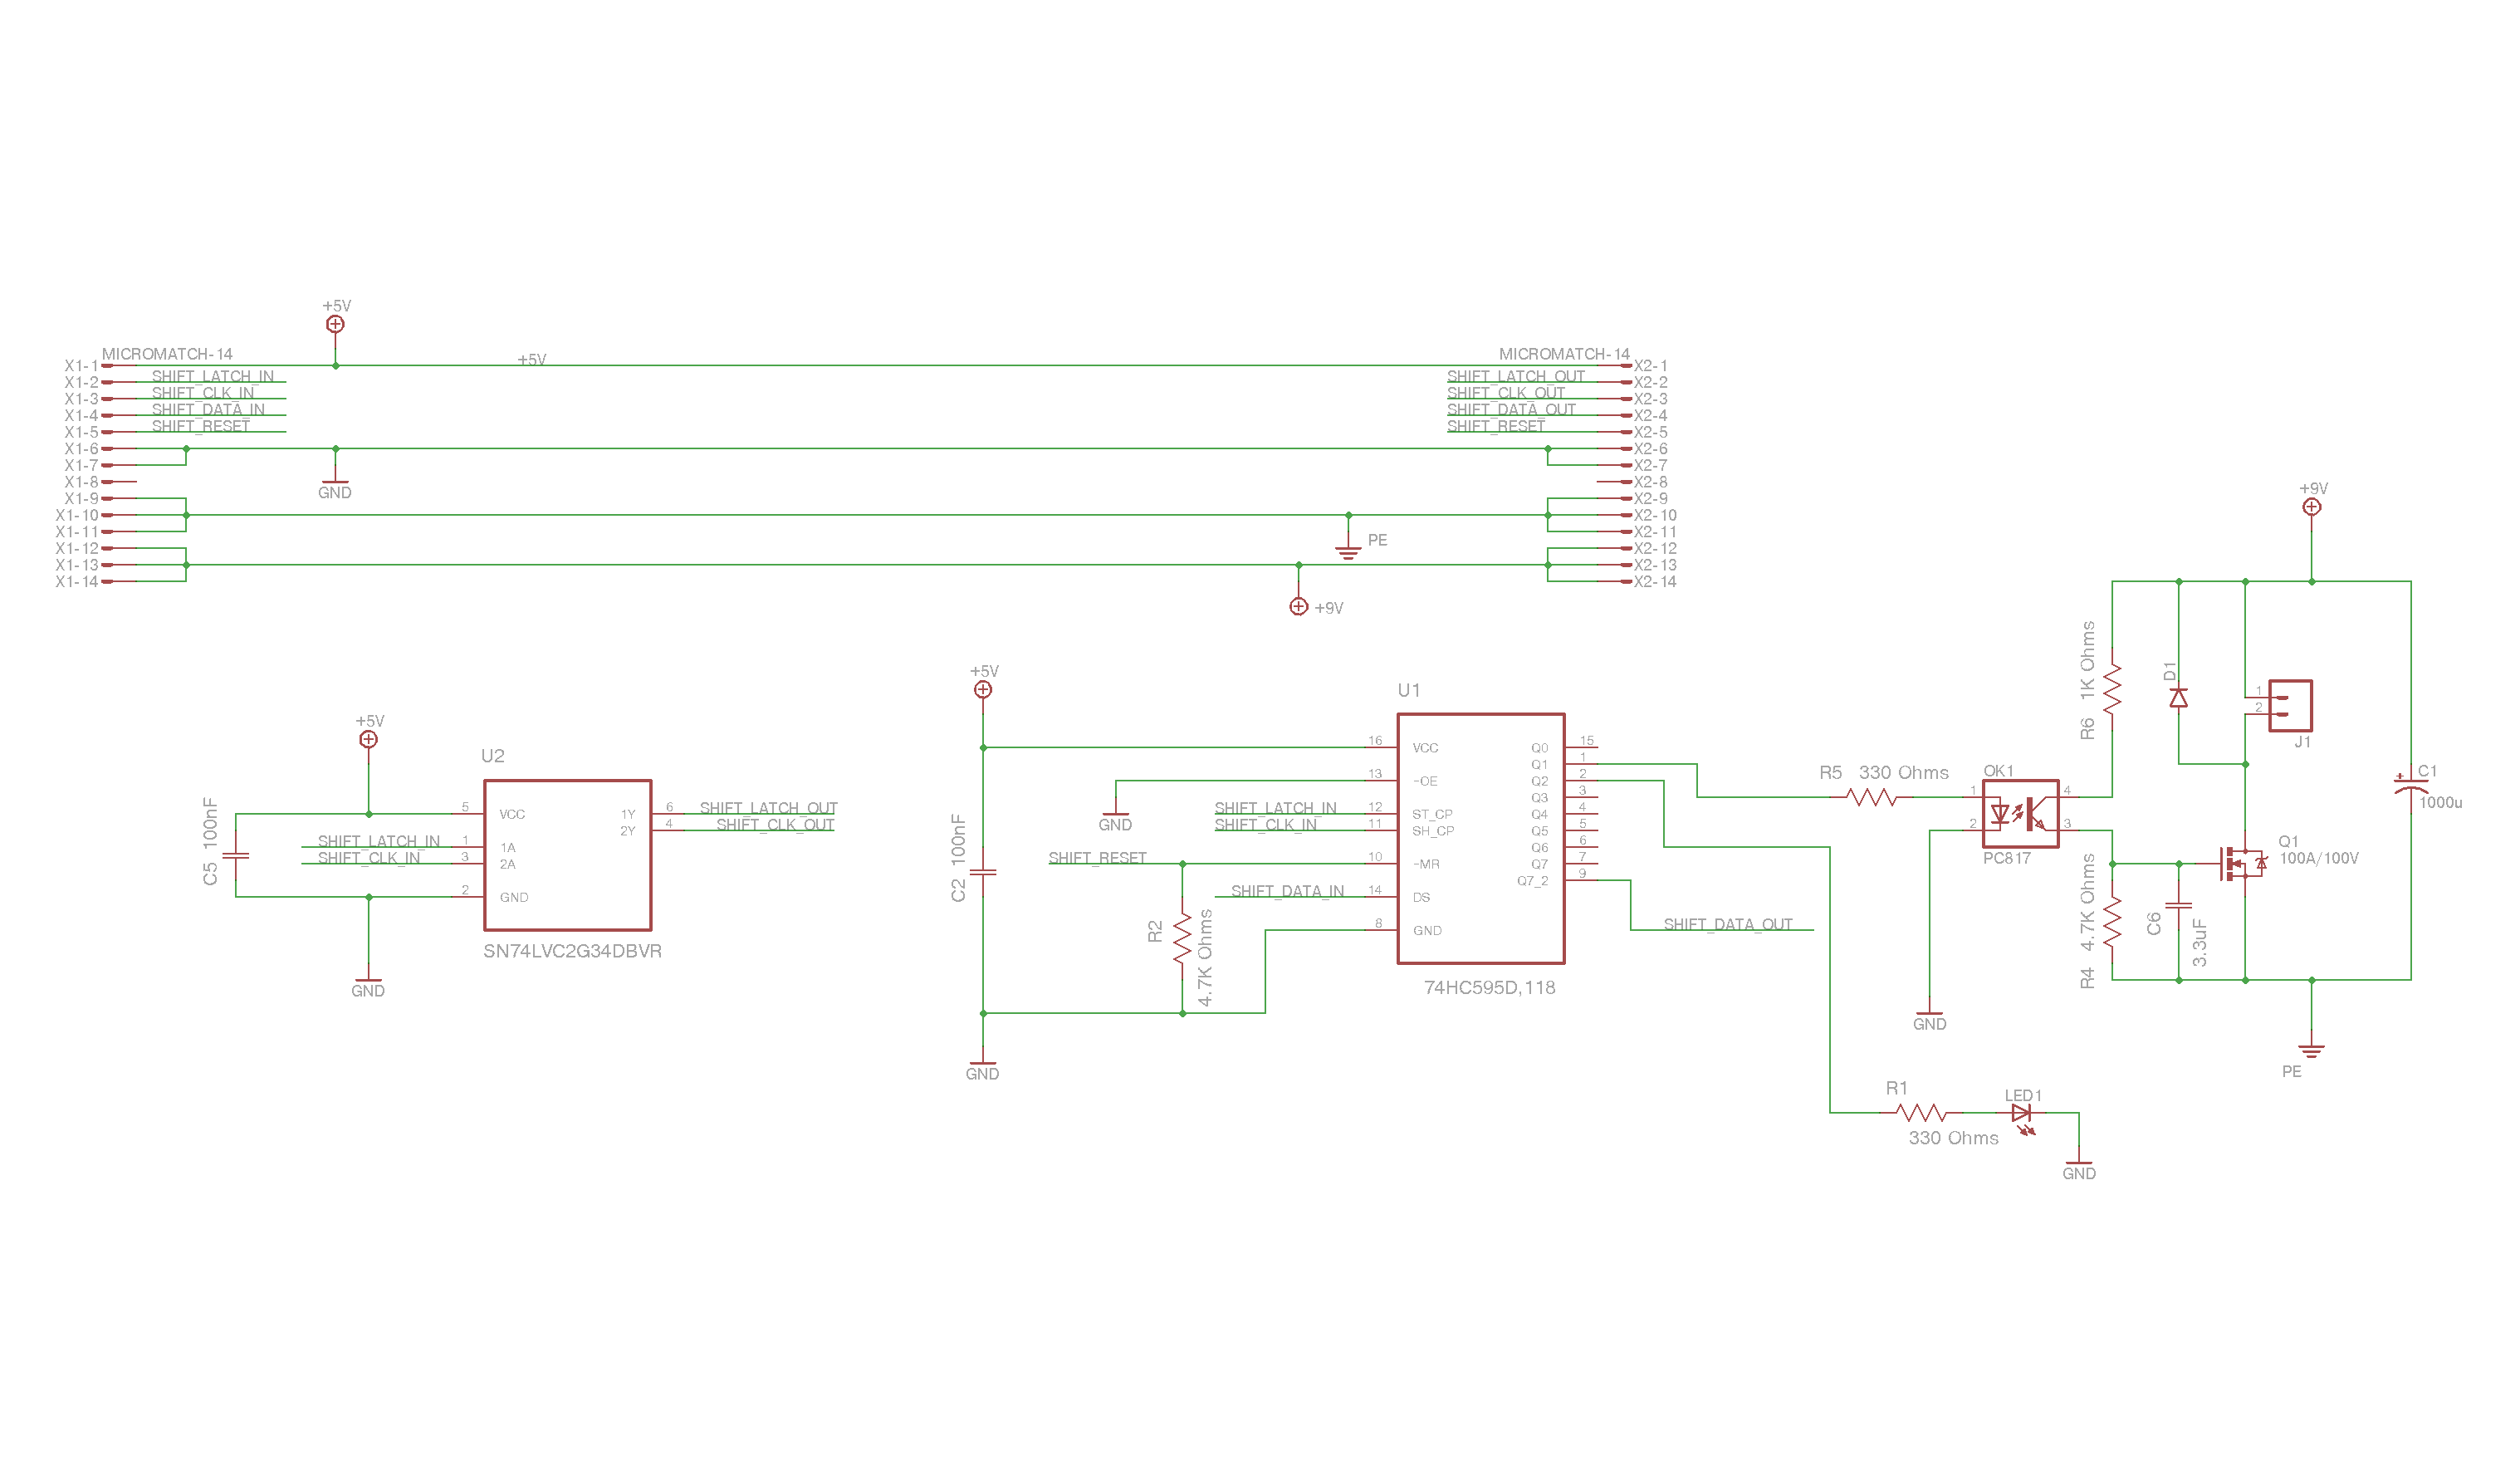 +5V
MICROMATCH-14
+5V
MICROMATCH-14
X1-1
X2-1
X1-2
SHIFT_LATCH_IN
SHIFT_LATCH_OUT
X2-2
X1-3
SHIFT_CLK_IN
SHIFT_CLK_OUT
X2-3
X1-4
SHIFT_DATA_IN
SHIFT_DATA_OUT
X2-4
X1-5
SHIFT_RESET
SHIFT_RESET
X2-5
X1-6
X2-6
X1-7
X2-7
X1-8
X2-8
GND
X1-9
X2-9
X1-10
X2-10
X1-11
X2-11
PE
X1-12
X2-12
X1-13
X2-13
X1-14
X2-14
+9V
+5V
U2
C5 100nF
5
VCC
1Y
6
SHIFT_LATCH_OUT
2Y
4
SHIFT_CLK_OUT
SHIFT_LATCH_IN
1
1A
SHIFT_CLK_IN
3
2A
2
GND
SN74LVC2G34DBVR
GND
+5V
C2 100nF
GND
U1
16
VCC
Q0
15
Q1
1
13
-OE
Q2
2
GND
Q3
3
SHIFT_LATCH_IN
12
ST_CP
Q4
4
SHIFT_CLK_IN
11
SH_CP
Q5
5
Q6
6
SHIFT_RESET
10
-MR
Q7
7
Q7_2
9
SHIFT_DATA_IN
14
DS
8
GND
SHIFT_DATA_OUT
R2
4.7K Ohms
74HC595D,118
R5 330 Ohms
OK1
1
4
2
3
PC817
GND
R1
330 Ohms
LED1
GND
+9V
R6 1K Ohms
D1
1
2
J1
C1
+
1000u
Q1
100A/100V
R4 4.7K Ohms
C6
3.3uF
PE